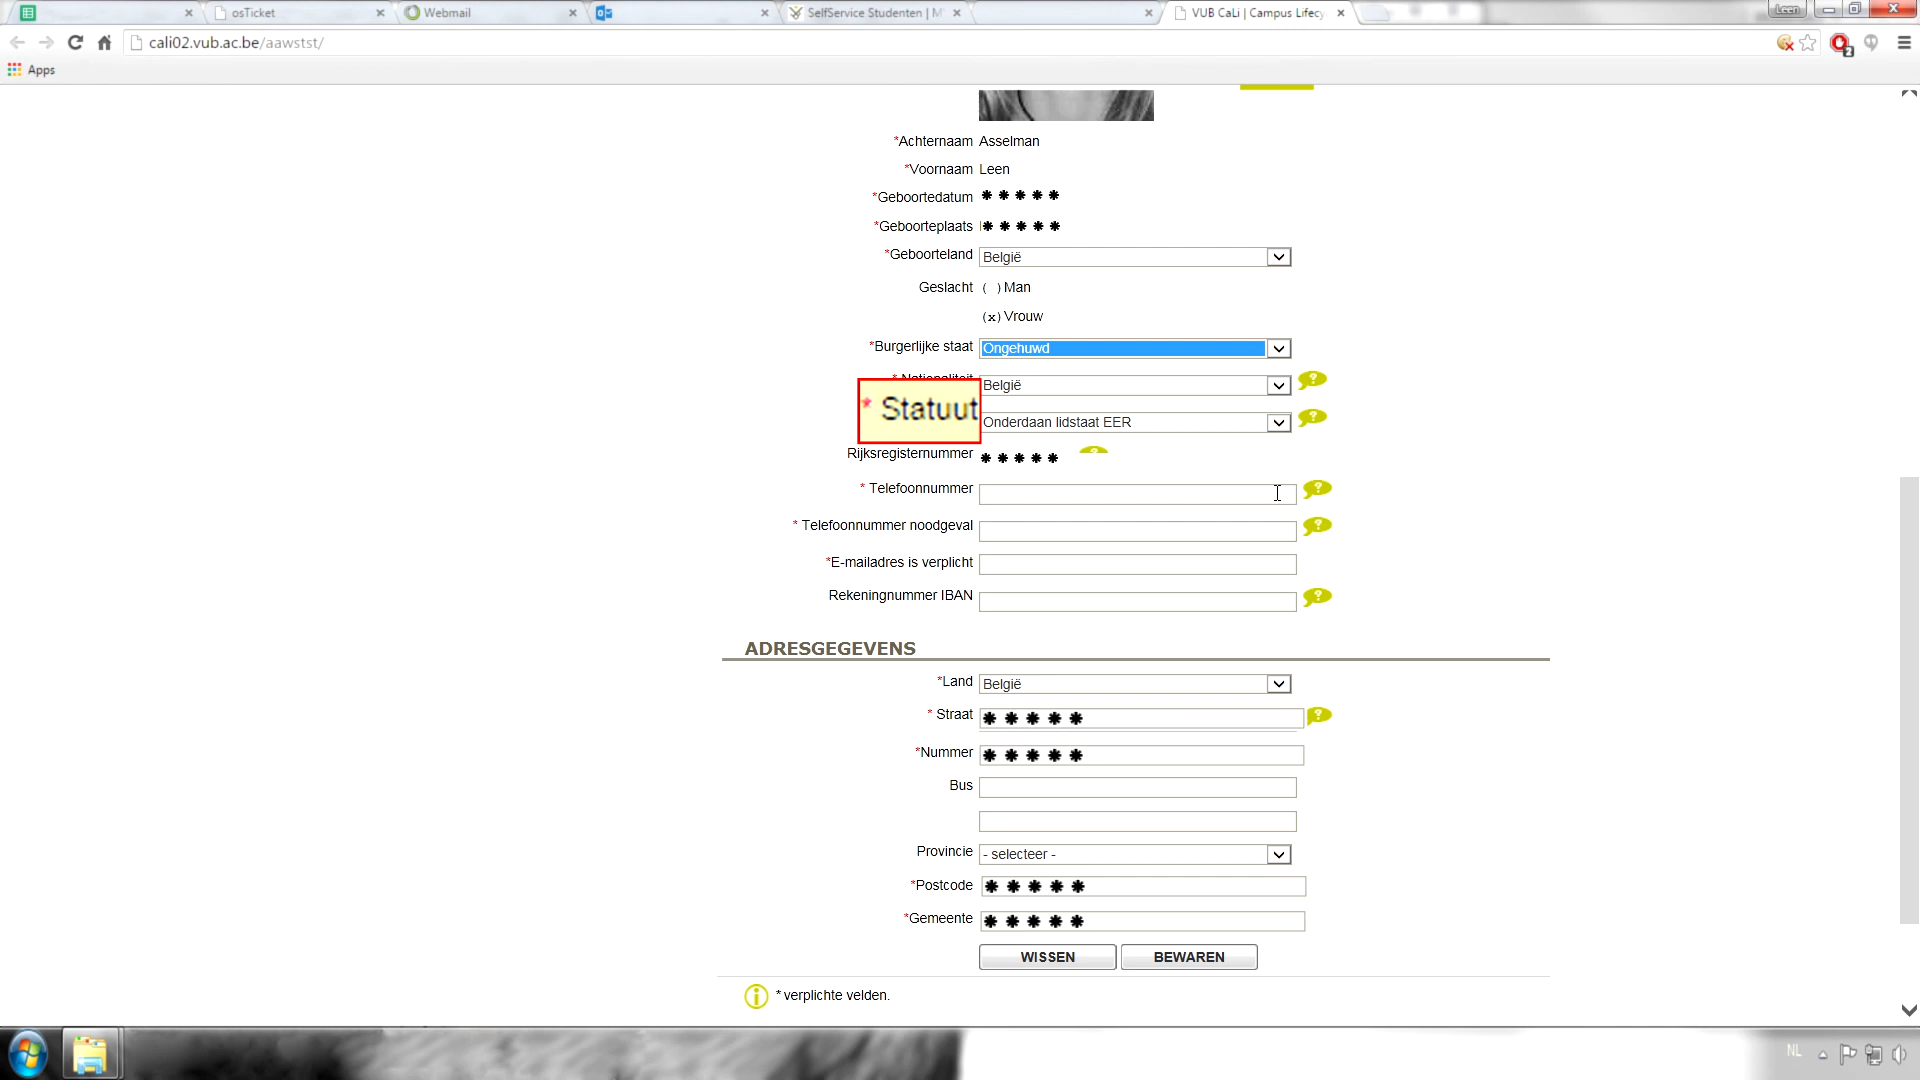 osTicket
Webmail
SelfService Studenten | M
VUB CaLi | Campus Lifecy
Leen
cali02.vub.ac.be/aawstst/
2
Apps
*Achternaam Asselman
*Voornaam Leen
*Geboortedatum *****
*Geboorteplaats *****
*Geboorteland België
Geslacht ( ) Man
(x) Vrouw
*Burgerlijke staat Ongehuwd
* Nationaliteit België
* Statuut Onderdaan lidstaat EER
Rijksregisternummer *****
* Telefoonnummer
* Telefoonnummer noodgeval
*E-mailadres is verplicht
Rekeningnummer IBAN
ADRESGEGEVENS
*Land België
* Straat *****
*Nummer *****
Bus
Provincie - selecteer -
*Postcode *****
*Gemeente *****
WISSEN BEWAREN
* verplichte velden.
NL